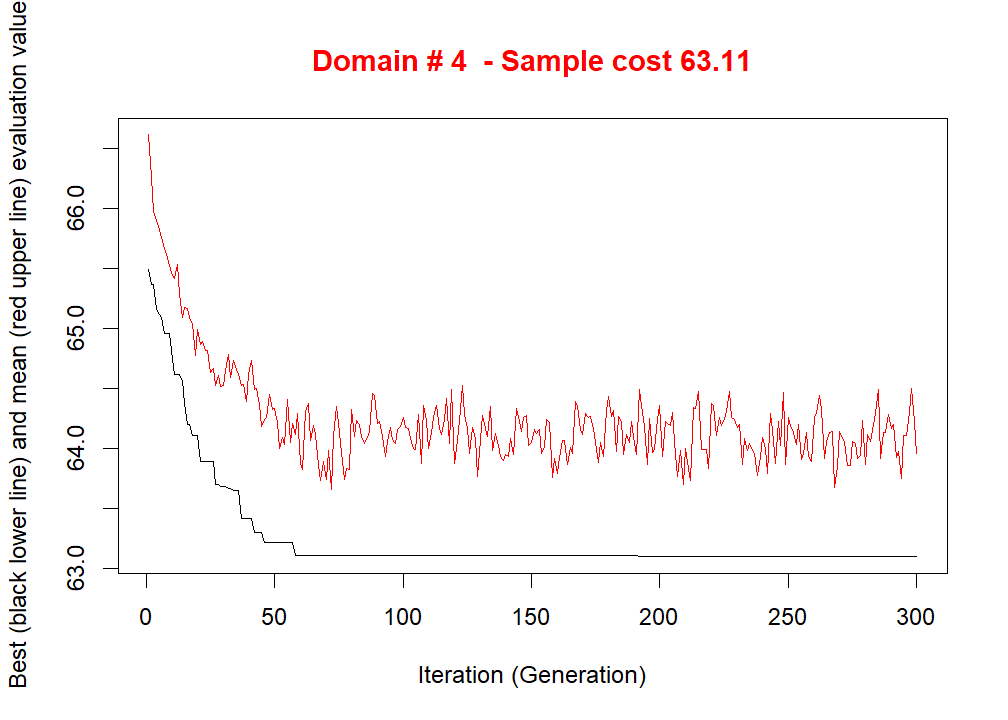 Domain # 4  - Sample cost 63.11
Best (black lower line) and mean (red upper line) evaluation value
66.0
65.0
64.0
63.0
0 50 100 150 200 250 300
Iteration (Generation)